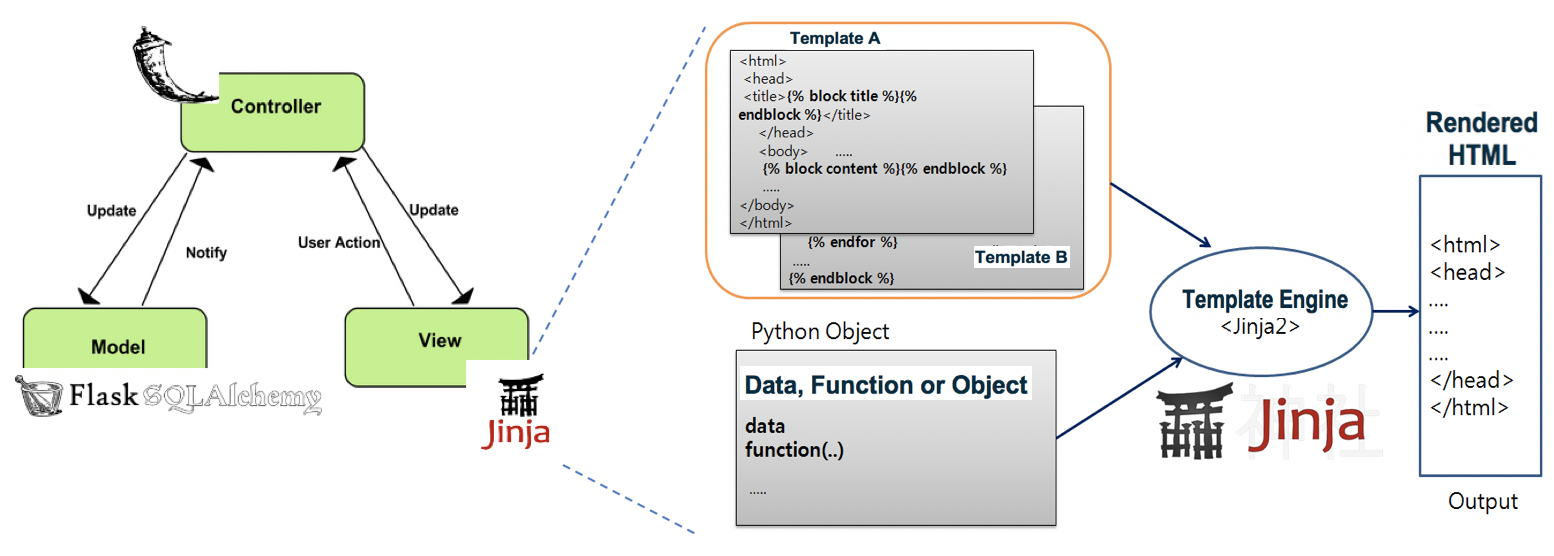 Controller
Update
Notify
User Action
Update
Model
View
Flask SQLAlchemy
Jinja
Template A
<html>
<head>
<title>{% block title %}{%
endblock %}</title>
</head>
<body> .....
{% block content %}{% endblock %}
.....
</body>
</html>
{% endfor %}
.....
{% endblock %}
Template B
Python Object
Data, Function or Object
data
function(..)
.....
Template Engine
<Jinja2>
神社
Jinja
Rendered
HTML
<html>
<head>
....
....
....
</head>
</html>
Output